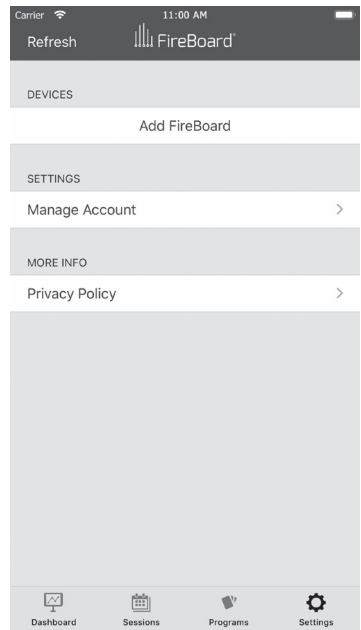 Carrier 11:00 AM
Refresh FireBoard®
DEVICES
Add FireBoard
SETTINGS
Manage Account >
MORE INFO
Privacy Policy >
Dashboard Sessions Programs Settings